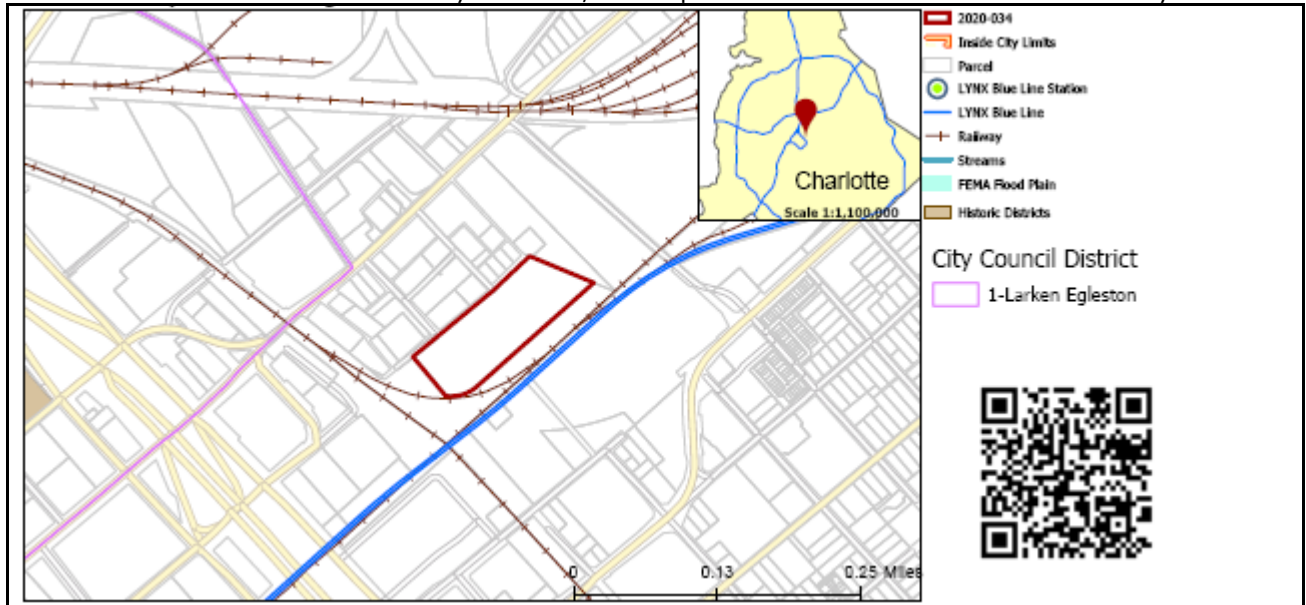 2020-034
Inside City Limits
Parcel
LYNX Blue Line Station
LYNX Blue Line
Railway
Streams
FEMA Flood Plain
Historic Districts
City Council District
1-Larken Egleston
Charlotte
Scale 1:1,100,000
0 0.13 0.25 Miles